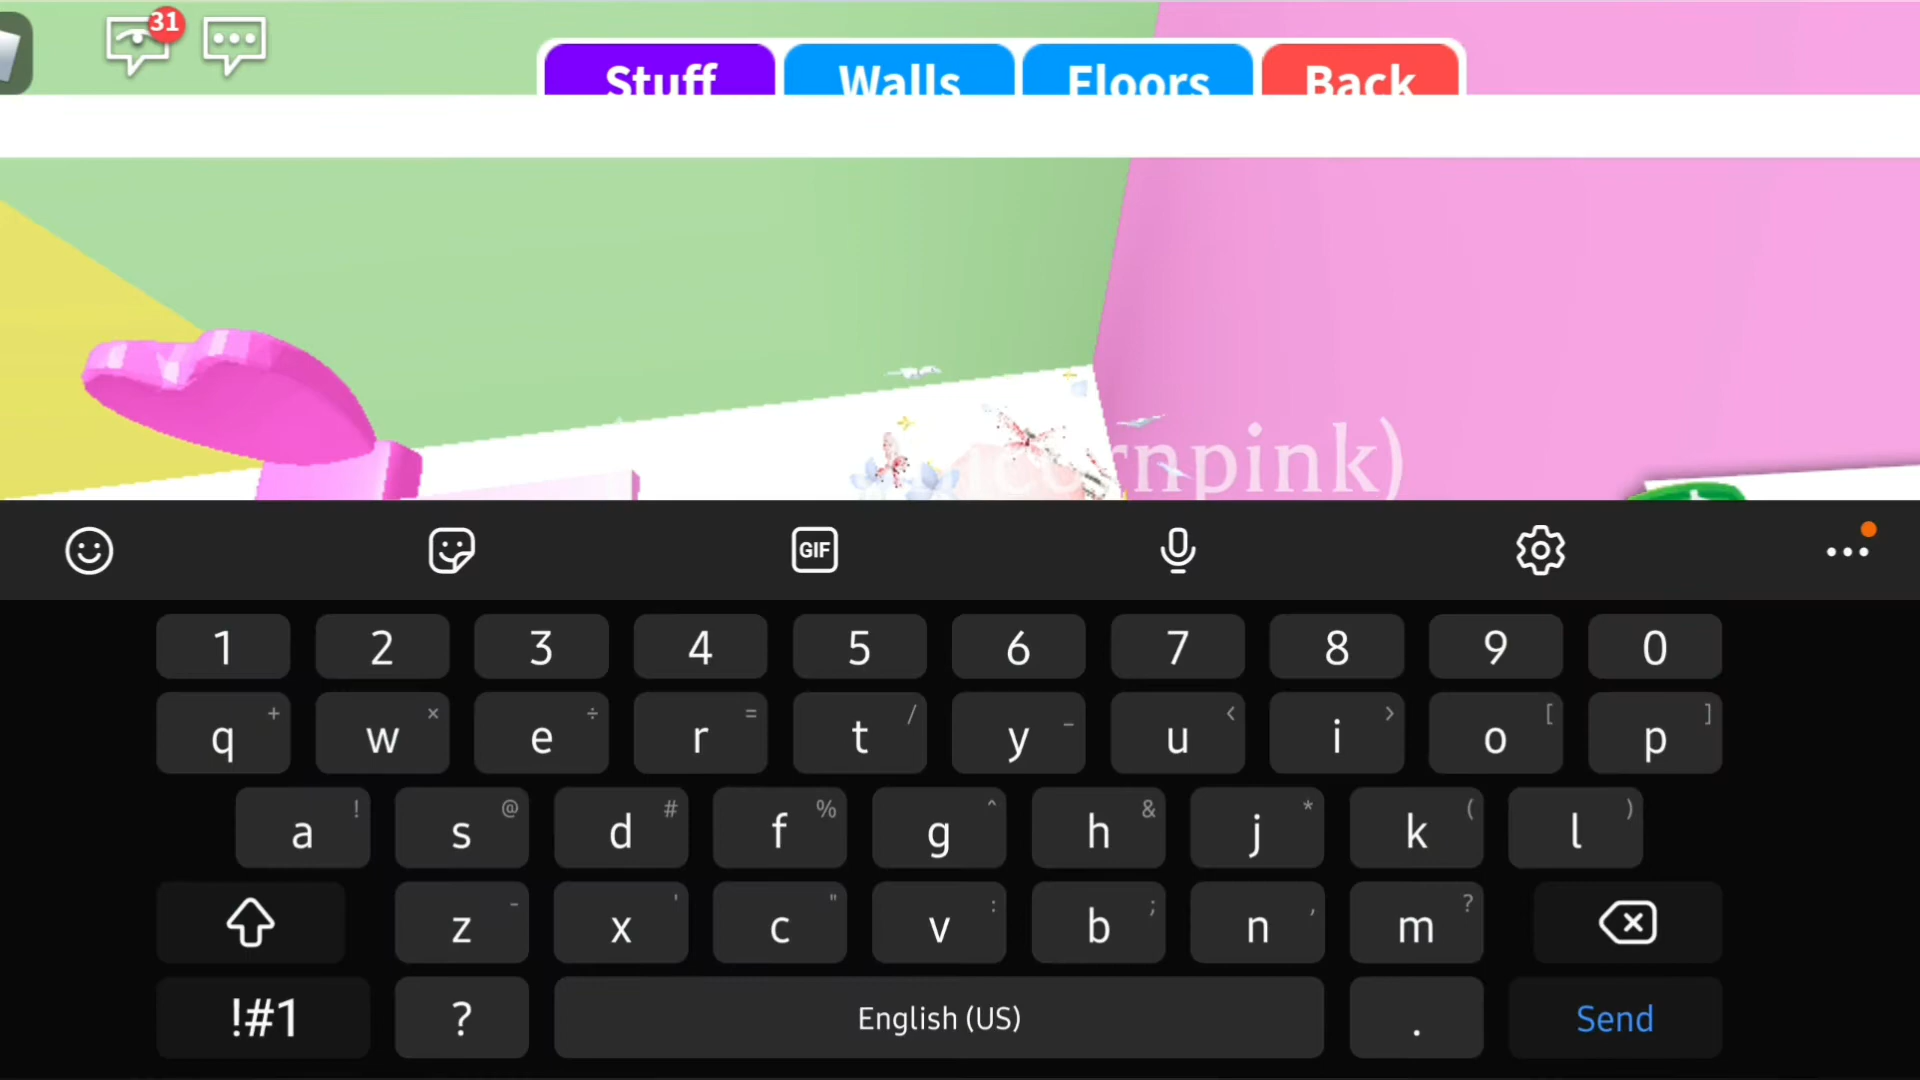 31
Stuff Walls Floors Back
cornpink)
GIF
1 2 3 4 5 6 7 8 9 0
+ × ÷ = / _ < > [ ]
q w e r t y u i o p
! @ # % ^ & * ( )
a s d f g h j k l
- ' " : ; , ?
z x c v b n m
!#1 ? English (US) . Send